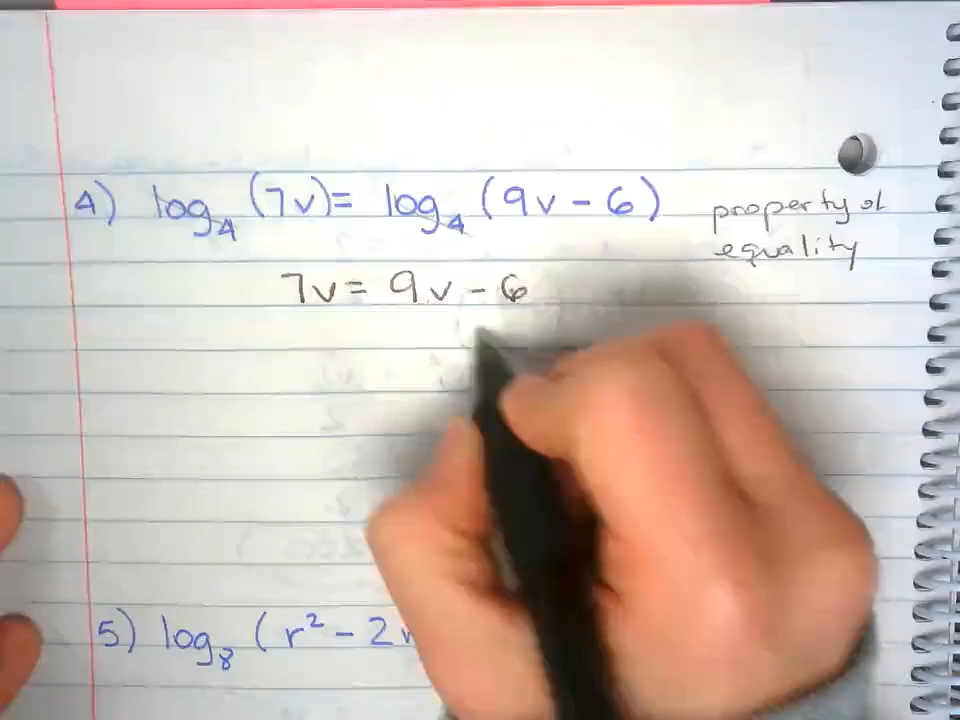 4) log₄ (7v) = log₄ (9v - 6)
property of
equality
7v = 9v - 6
5) log₈ (r² - 2